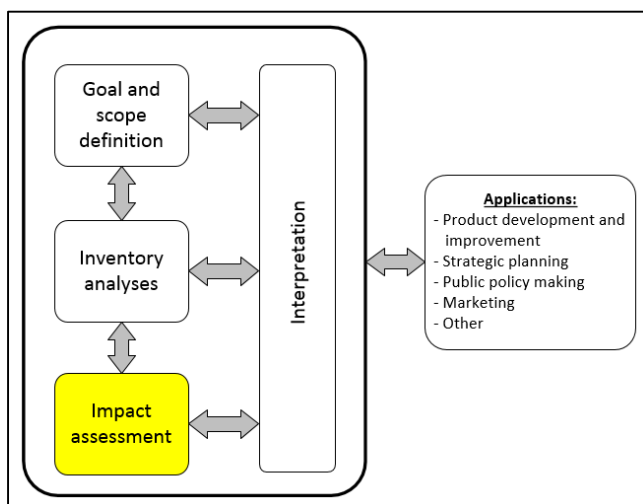 Goal and
scope
definition
Inventory
analyses
Impact
assessment
Interpretation
Applications:
- Product development and
improvement
- Strategic planning
- Public policy making
- Marketing
- Other